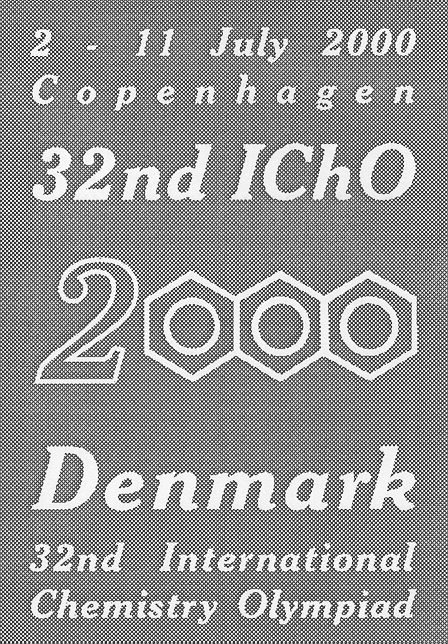 2 - 11 July 2000
Copenhagen
32nd IChO
2000
Denmark
32nd International
Chemistry Olympiad